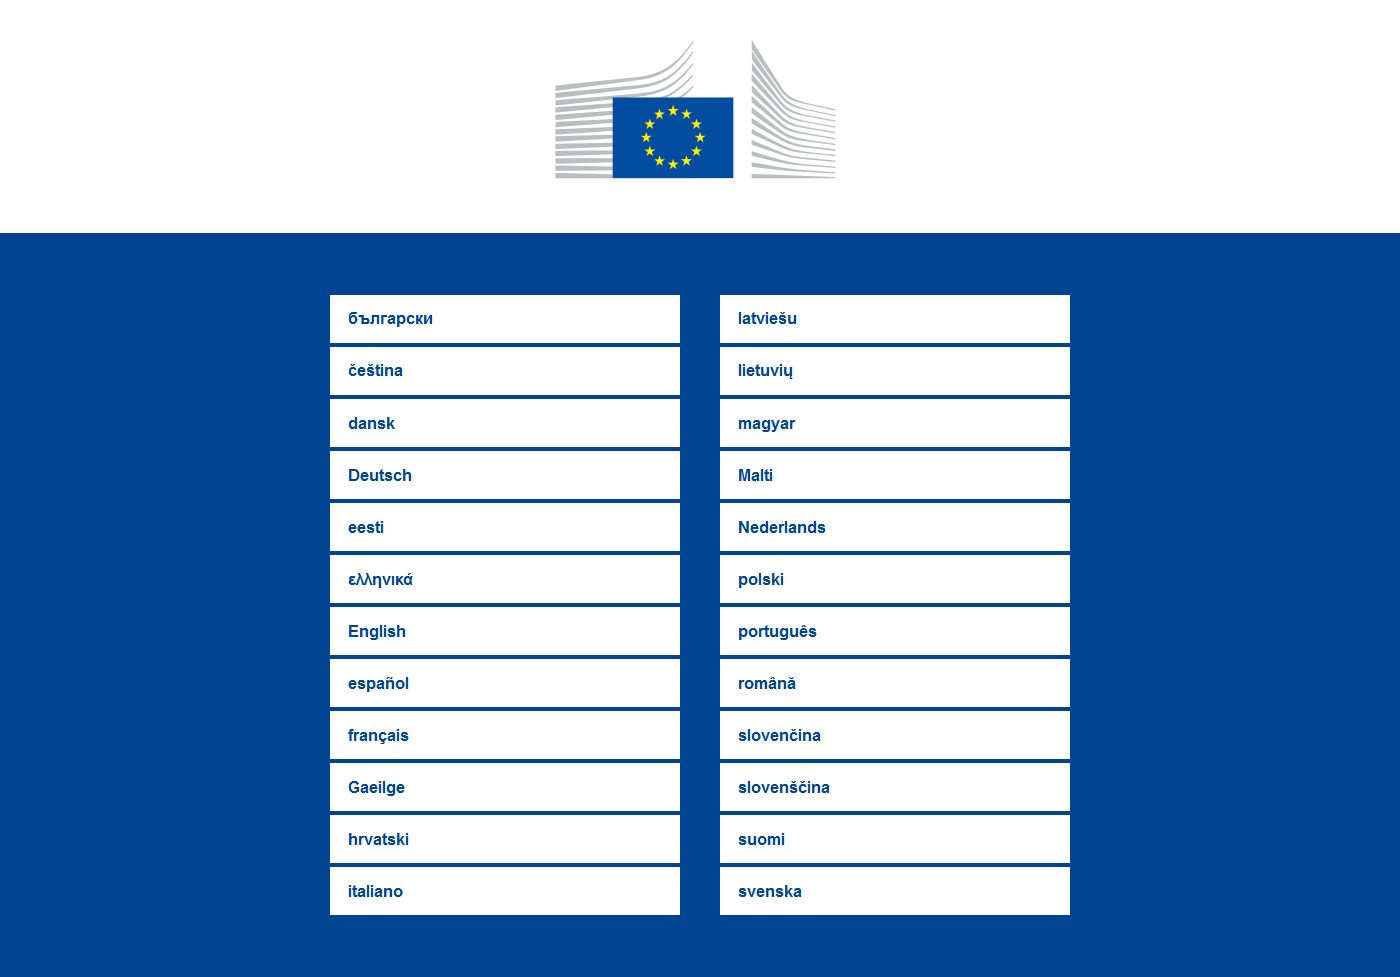 български
čeština
dansk
Deutsch
eesti
ελληνικά
English
español
français
Gaeilge
hrvatski
italiano
latviešu
lietuvių
magyar
Malti
Nederlands
polski
português
română
slovenčina
slovenščina
suomi
svenska